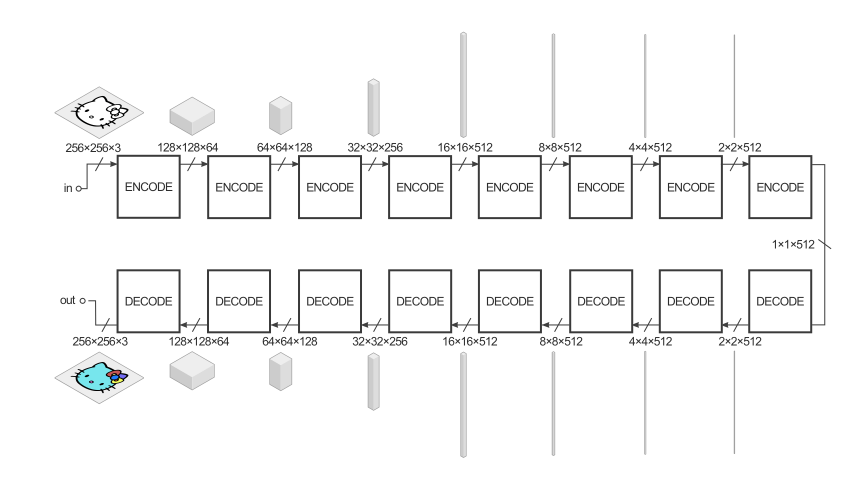 256×256×3 128×128×64 64×64×128 32×32×256 16×16×512 8×8×512 4×4×512 2×2×512
in ENCODE ENCODE ENCODE ENCODE ENCODE ENCODE ENCODE ENCODE
1×1×512
out DECODE DECODE DECODE DECODE DECODE DECODE DECODE DECODE
256×256×3 128×128×64 64×64×128 32×32×256 16×16×512 8×8×512 4×4×512 2×2×512